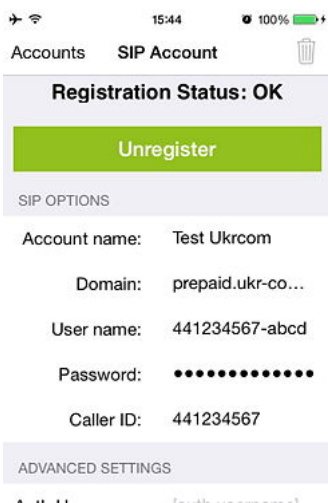 15:44 100%
Accounts SIP Account
Registration Status: OK
Unregister
SIP OPTIONS
Account name: Test Ukrcom
Domain: prepaid.ukr-co...
User name: 441234567-abcd
Password: •••••••••••••
Caller ID: 441234567
ADVANCED SETTINGS